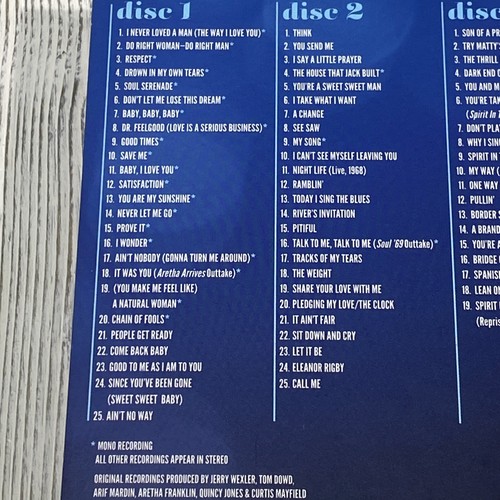 disc 1
1. I NEVER LOVED A MAN (THE WAY I LOVE YOU)*
2. DO RIGHT WOMAN—DO RIGHT MAN*
3. RESPECT*
4. DROWN IN MY OWN TEARS*
5. SOUL SERENADE*
6. DON'T LET ME LOSE THIS DREAM*
7. BABY, BABY, BABY*
8. DR. FEELGOOD (LOVE IS A SERIOUS BUSINESS)*
9. GOOD TIMES*
10. SAVE ME*
11. BABY, I LOVE YOU*
12. SATISFACTION*
13. YOU ARE MY SUNSHINE*
14. NEVER LET ME GO*
15. PROVE IT*
16. I WONDER*
17. AIN'T NOBODY (GONNA TURN ME AROUND)*
18. IT WAS YOU (Aretha Arrives Outtake)*
19. (YOU MAKE ME FEEL LIKE)
A NATURAL WOMAN*
20. CHAIN OF FOOLS*
21. PEOPLE GET READY
22. COME BACK BABY
23. GOOD TO ME AS I AM TO YOU
24. SINCE YOU'VE BEEN GONE
(SWEET SWEET BABY)
25. AIN'T NO WAY
* MONO RECORDING
ALL OTHER RECORDINGS APPEAR IN STEREO
ORIGINAL RECORDINGS PRODUCED BY JERRY WEXLER, TOM DOWD,
ARIF MARDIN, ARETHA FRANKLIN, QUINCY JONES & CURTIS MAYFIELD
disc 2
1. THINK
2. YOU SEND ME
3. I SAY A LITTLE PRAYER
4. THE HOUSE THAT JACK BUILT*
5. YOU'RE A SWEET SWEET MAN
6. I TAKE WHAT I WANT
7. A CHANGE
8. SEE SAW
9. MY SONG*
10. I CAN'T SEE MYSELF LEAVING YOU
11. NIGHT LIFE (Live, 1968)
12. RAMBLIN'
13. TODAY I SING THE BLUES
14. RIVER'S INVITATION
15. PITIFUL
16. TALK TO ME, TALK TO ME (Soul '69 Outtake)*
17. TRACKS OF MY TEARS
18. THE WEIGHT
19. SHARE YOUR LOVE WITH ME
20. PLEDGING MY LOVE/THE CLOCK
21. IT AIN'T FAIR
22. SIT DOWN AND CRY
23. LET IT BE
24. ELEANOR RIGBY
25. CALL ME
disc
1. SON OF A PR
2. TRY MATTY'
3. THE THRILL
4. DARK END O
5. YOU AND M
6. YOU'RE TAK
(Spirit In T
7. DON'T PLAY
8. WHY I SING
9. SPIRIT IN
10. MY WAY (
11. ONE WAY
12. PULLIN'
13. BORDER S
14. A BRAND
15. YOU'RE A
16. BRIDGE
17. SPANISH
18. LEAN ON
19. SPIRIT
(Repris